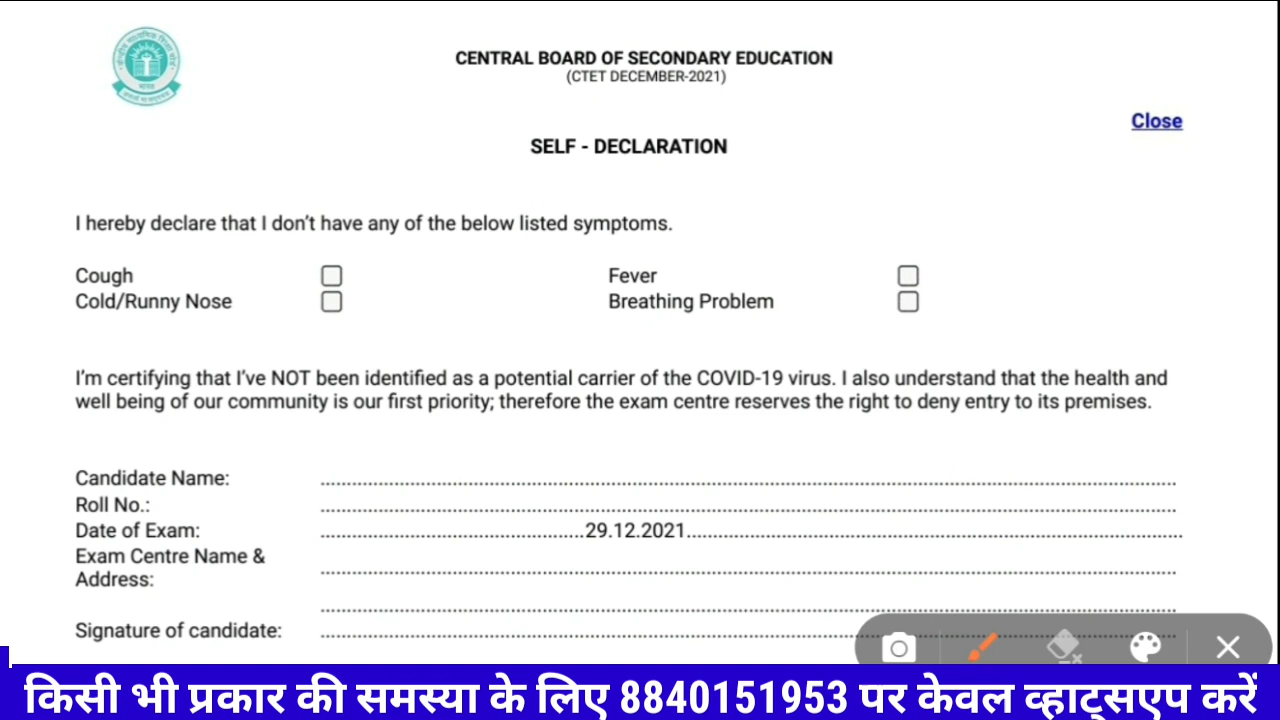 CENTRAL BOARD OF SECONDARY EDUCATION
(CTET DECEMBER-2021)
Close
SELF - DECLARATION
I hereby declare that I don't have any of the below listed symptoms.
Cough Fever
Cold/Runny Nose Breathing Problem
I'm certifying that I've NOT been identified as a potential carrier of the COVID-19 virus. I also understand that the health and
well being of our community is our first priority; therefore the exam centre reserves the right to deny entry to its premises.
Candidate Name: ....................................................................................
Roll No.: ....................................................................................
Date of Exam: ..................................................29.12.2021..................................................
Exam Centre Name &
Address: ....................................................................................
....................................................................................
Signature of candidate: ....................................................................................
किसी भी प्रकार की समस्या के लिए 8840151953 पर केवल व्हाट्सएप करें